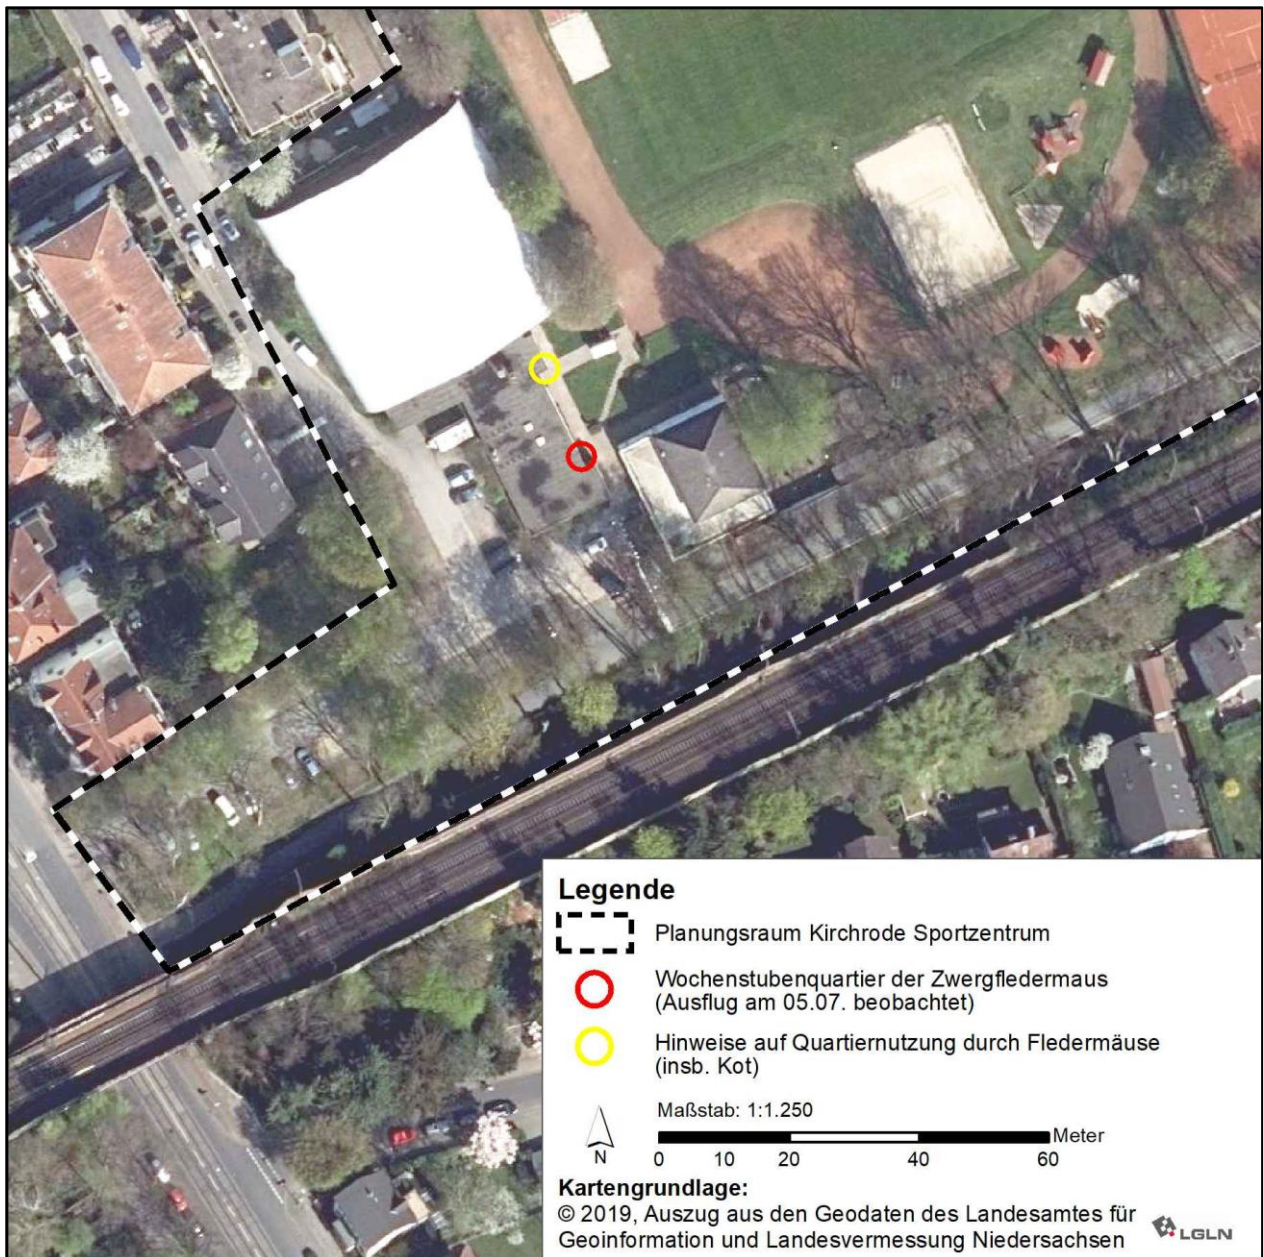 Legende
Planungsraum Kirchrode Sportzentrum
Wochenstubenquartier der Zwergfledermaus
(Ausflug am 05.07. beobachtet)
Hinweise auf Quartiernutzung durch Fledermäuse
(insb. Kot)
N
Maßstab: 1:1.250
Meter
0 10 20 40 60
Kartengrundlage:
© 2019, Auszug aus den Geodaten des Landesamtes für
Geoinformation und Landesvermessung Niedersachsen
LGLN